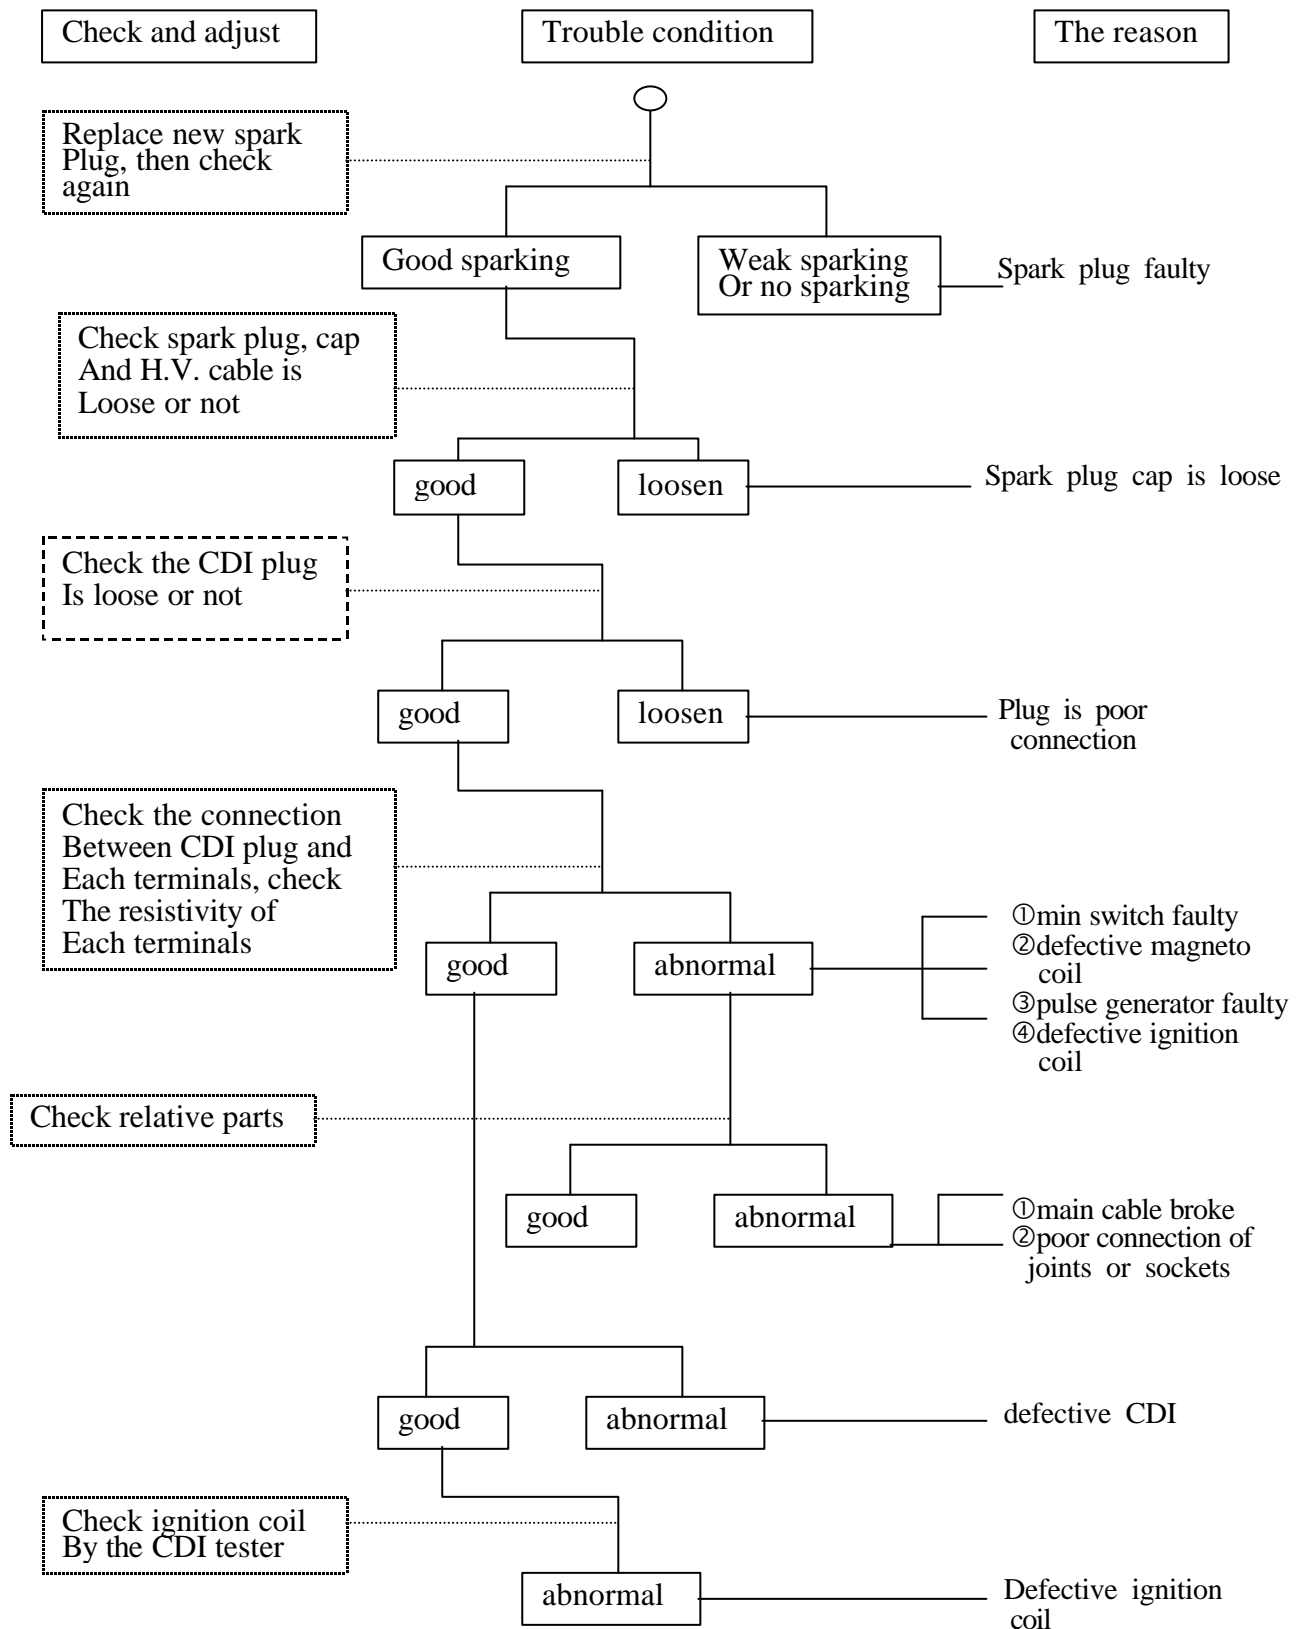 Check and adjust
Trouble condition
The reason
Replace new spark
Plug, then check
again
Good sparking
Weak sparking
Or no sparking
Spark plug faulty
Check spark plug, cap
And H.V. cable is
Loose or not
good
loosen
Spark plug cap is loose
Check the CDI plug
Is loose or not
good
loosen
Plug is poor
connection
Check the connection
Between CDI plug and
Each terminals, check
The resistivity of
Each terminals
good
abnormal
①min switch faulty
②defective magneto
coil
③pulse generator faulty
④defective ignition
coil
Check relative parts
good
abnormal
①main cable broke
②poor connection of
joints or sockets
good
abnormal
defective CDI
Check ignition coil
By the CDI tester
abnormal
Defective ignition
coil